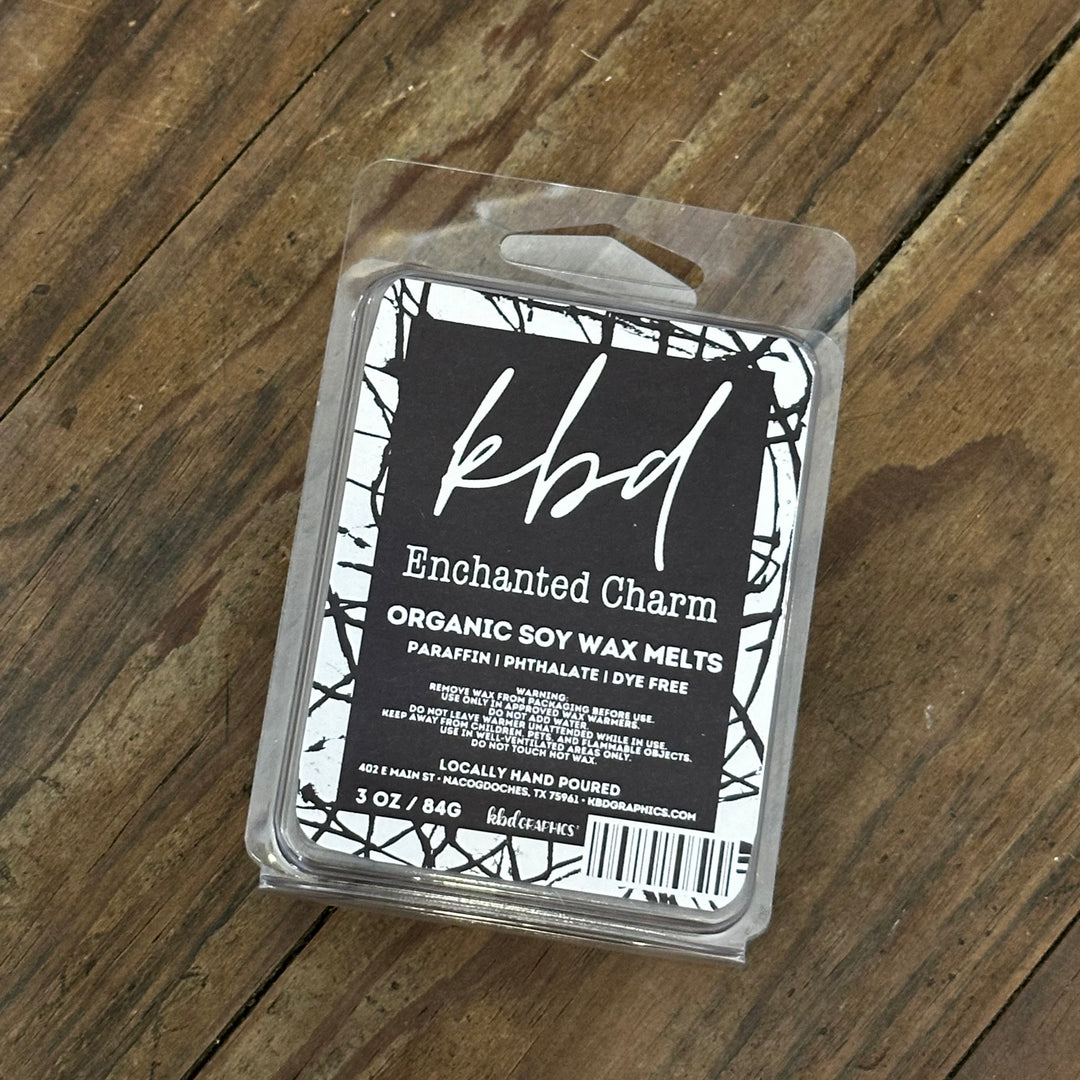 kbd
Enchanted Charm
ORGANIC SOY WAX MELTS
PARAFFIN | PHTHALATE | DYE FREE
WARNING:
REMOVE WAX FROM PACKAGING BEFORE USE.
USE ONLY IN APPROVED WAX WARMERS.
DO NOT ADD WATER.
DO NOT LEAVE WARMER UNATTENDED WHILE IN USE.
KEEP AWAY FROM CHILDREN, PETS, AND FLAMMABLE OBJECTS.
USE IN WELL-VENTILATED AREAS ONLY.
DO NOT TOUCH HOT WAX.
LOCALLY HAND POURED
402 E MAIN ST • NACOGDOCHES, TX 75961 • KBDGRAPHICS.COM
3 OZ / 84G kbdGRAPHICS